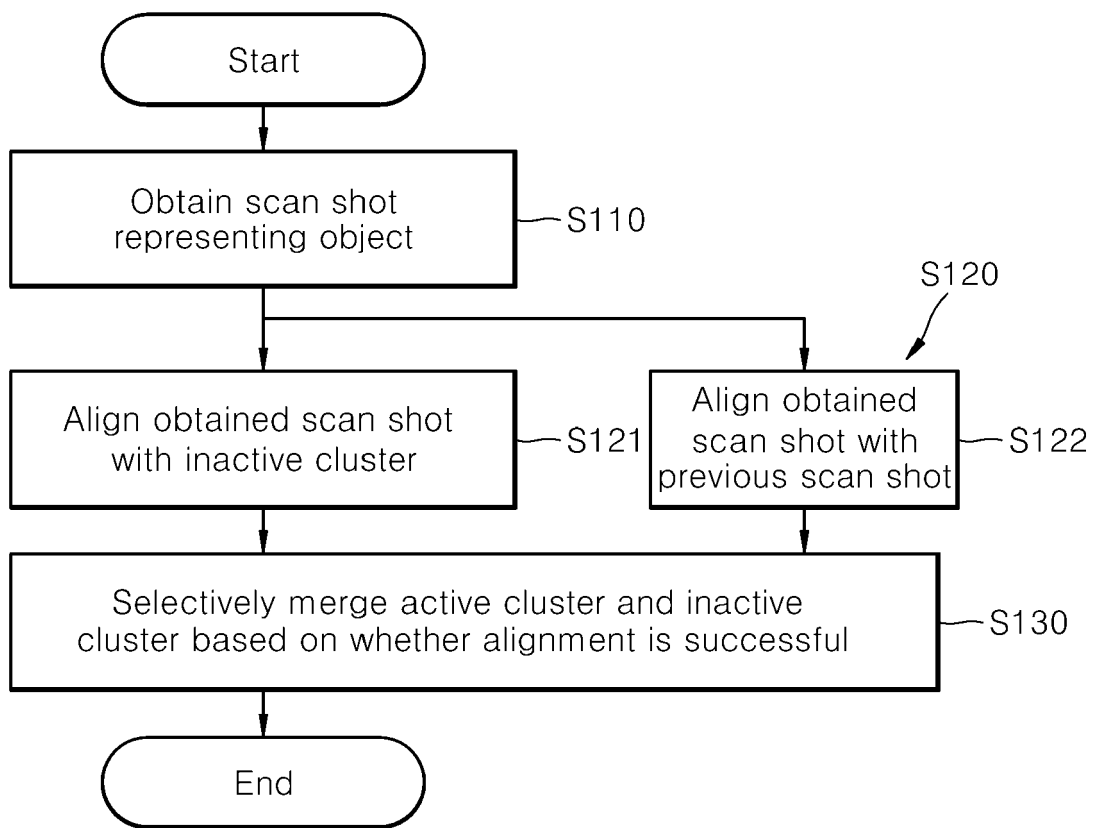 Start
Obtain scan shot
representing object
S110
S120
Align obtained scan shot
with inactive cluster
S121
Align obtained
scan shot with
previous scan shot
S122
Selectively merge active cluster and inactive
cluster based on whether alignment is successful
S130
End